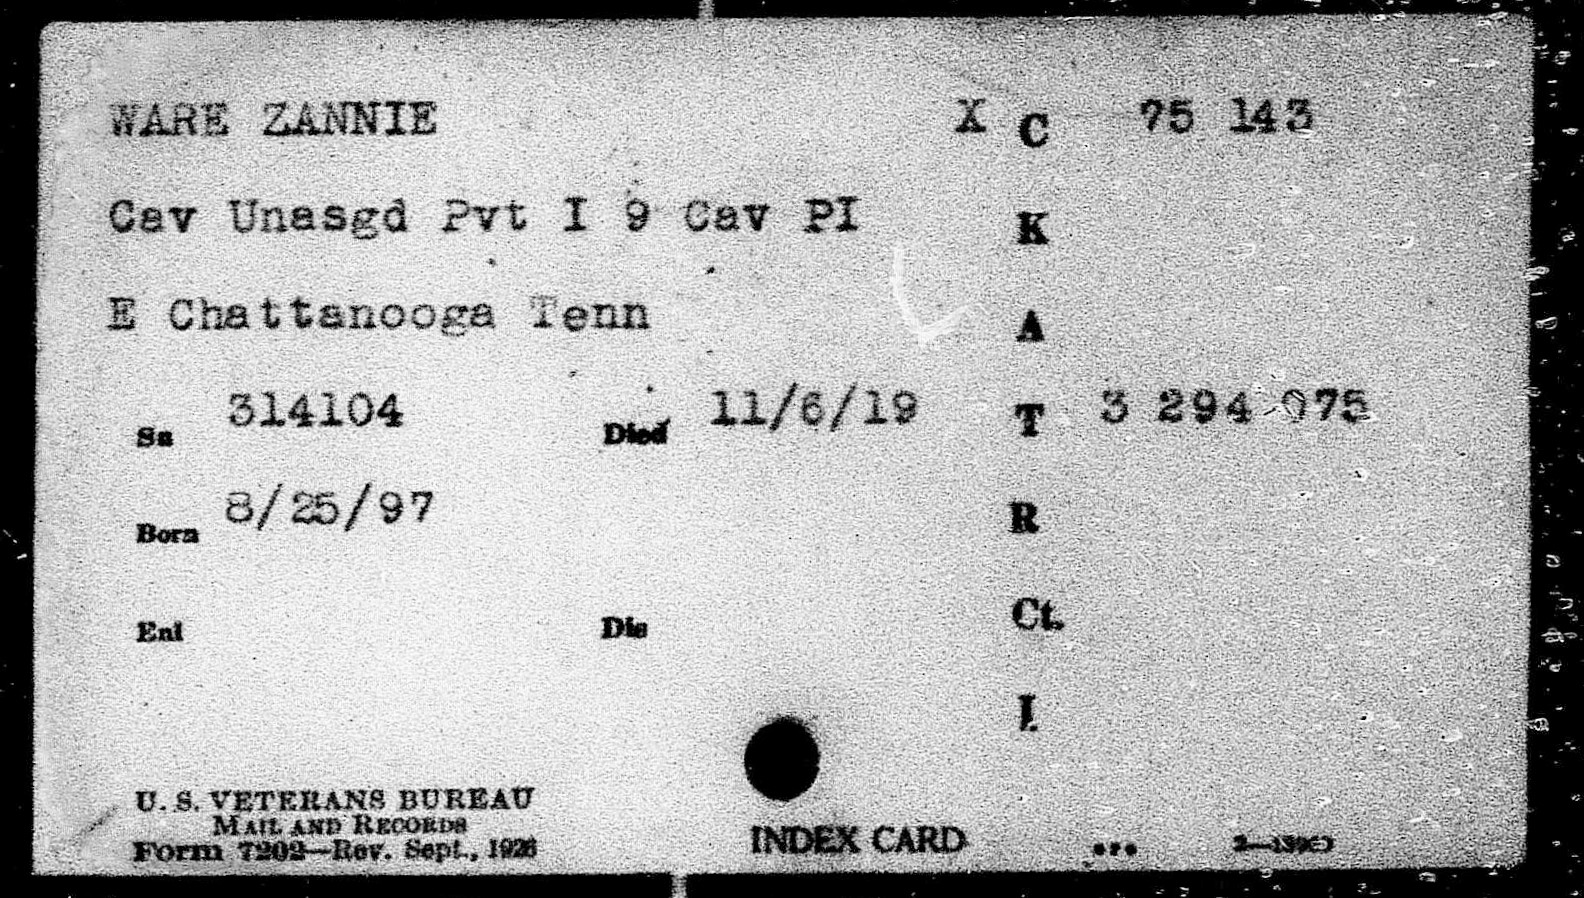 WARE ZANNIE X C 75 143
Cav Unasgd Pvt I 9 Cav PI K
E Chattanooga Tenn A
Sn 314104 Died 11/6/19 T 3 294 075
Born 8/25/97 R
Enl Dis Ct.
I.
U. S. VETERANS BUREAU
MAIL AND RECORDS
Form 7202—Rev. Sept., 1926 INDEX CARD